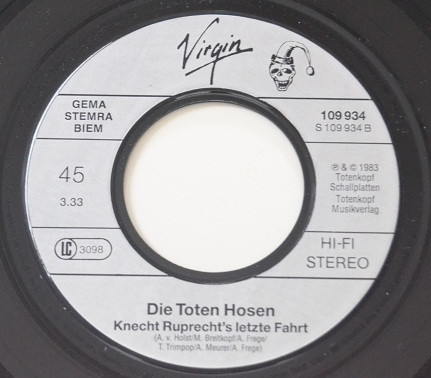 Virgin
GEMA
STEMRA
BIEM
109 934
S 109 934 B
45
3.33
℗ & © 1983
Totenkopf
Schallplatten
Totenkopf
Musikverlag
LC 3098
HI-FI
STEREO
Die Toten Hosen
Knecht Ruprecht's letzte Fahrt
(A. v. Holst/M. Breitkopf/A. Frege/
T. Trimpop/A. Meurer/A. Frege)